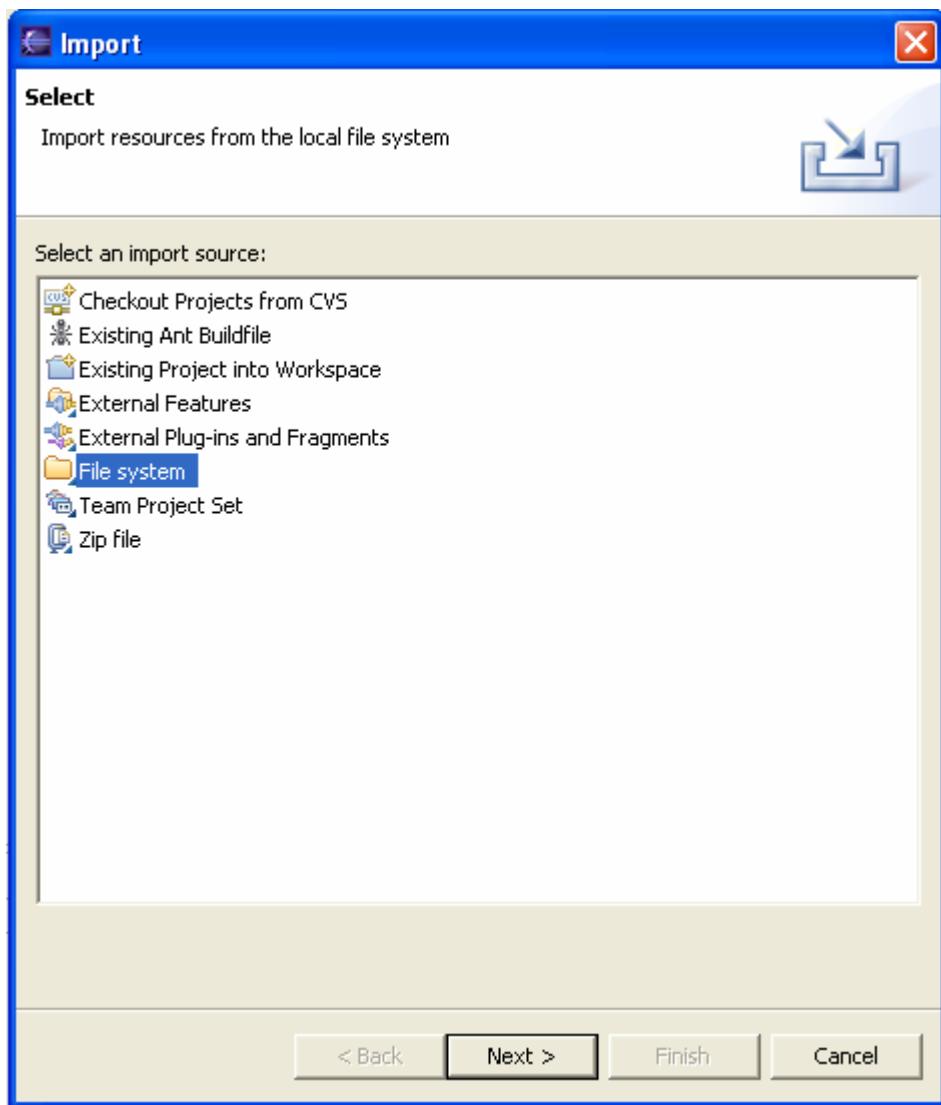 Import
Select
Import resources from the local file system
Select an import source:
Checkout Projects from CVS
Existing Ant Buildfile
Existing Project into Workspace
External Features
External Plug-ins and Fragments
File system
Team Project Set
Zip file
< Back Next > Finish Cancel